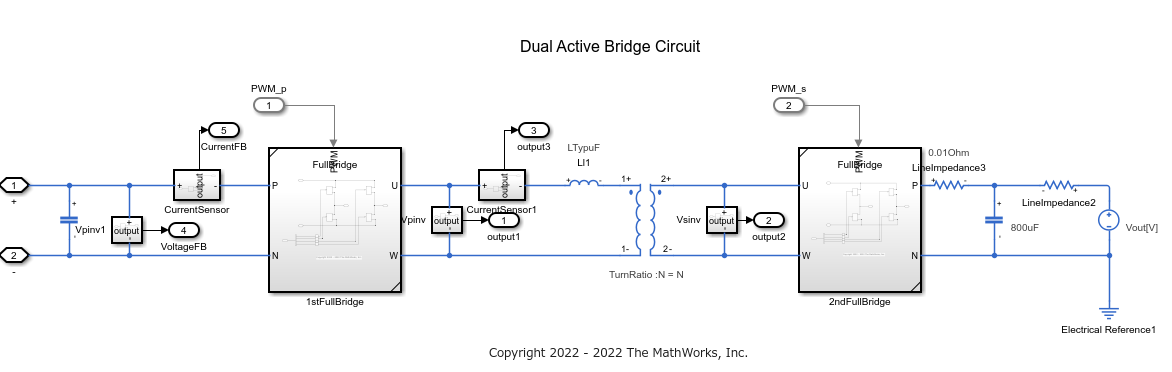 Dual Active Bridge Circuit
PWM_p
1
PWM_s
2
5
CurrentFB
3
output3
PWM
FullBridge
PWM
FullBridge
LTypuF
Ll1
0.01Ohm
LineImpedance3
1
+
+ output -
CurrentSensor
P
U
+ output -
CurrentSensor1
+ -
1+
2+
U
P
+ -
- +
LineImpedance2
+
-
Vpinv1
+
output
-
4
VoltageFB
Vpinv
+
output
-
1
output1
Vsinv
+
output
-
2
output2
+
-
800uF
+
-
Vout[V]
2
-
N
W
1-
2-
W
N
TurnRatio :N = N
1stFullBridge
2ndFullBridge
Electrical Reference1
Copyright 2022 - 2022 The MathWorks, Inc.